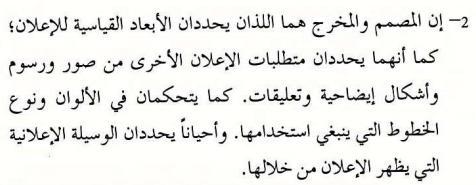 2– إن المصمم والمخرج هما اللذان يحددان الأبعاد القياسية للإعلان؛
كما أنهما يحددان متطلبات الإعلان الأخرى من صور ورسوم
وأشكال إيضاحية وتعليقات. كما يتحكمان في الألوان ونوع
الخطوط التي ينبغي استخدامها. وأحياناً يحددان الوسيلة الإعلانية
التي يظهر الإعلان من خلالها.